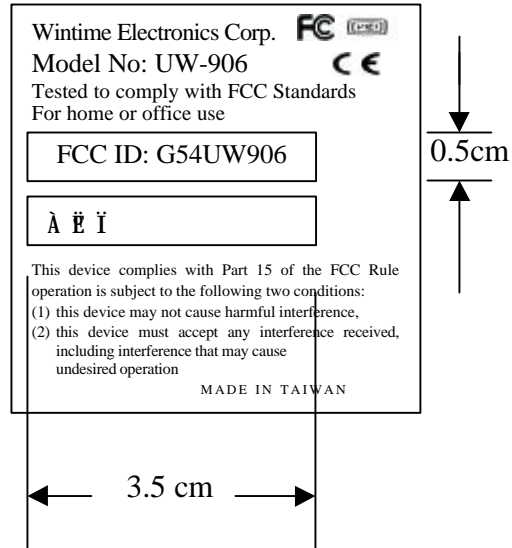 Wintime Electronics Corp. FC
Model No: UW-906 CE
Tested to comply with FCC Standards
For home or office use
FCC ID: G54UW906
0.5cm
This device complies with Part 15 of the FCC Rule
operation is subject to the following two conditions:
(1) this device may not cause harmful interference,
(2) this device must accept any interference received,
including interference that may cause
undesired operation
MADE IN TAIWAN
3.5 cm